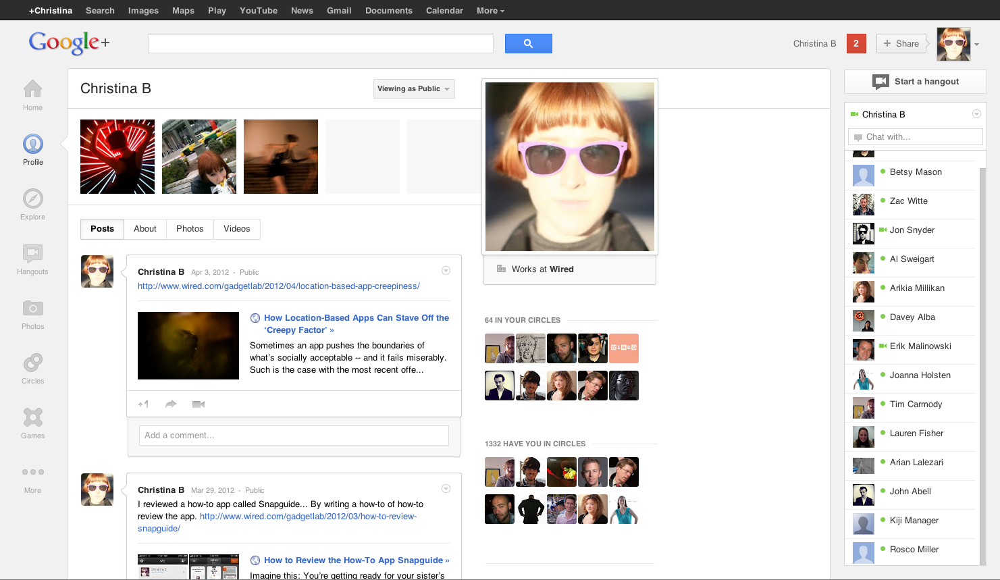 +Christina Search Images Maps Play YouTube News Gmail Documents Calendar More
Google+
Christina B 2 + Share
Home
Profile
Explore
Hangouts
Photos
Circles
Games
More
Christina B
Viewing as Public
Posts About Photos Videos
Christina B Apr 3, 2012 - Public
http://www.wired.com/gadgetlab/2012/04/location-based-app-creepiness/
How Location-Based Apps Can Stave Off the
‘Creepy Factor’ »
Sometimes an app pushes the boundaries of
what’s socially acceptable -- and it fails miserably.
Such is the case with the most recent offe...
+1
Add a comment...
Christina B Mar 29, 2012 - Public
I reviewed a how-to app called Snapguide... By writing a how-to of how-to
review the app. http://www.wired.com/gadgetlab/2012/03/how-to-review-
snapguide/
Me
Christina B
How to Review the How-To App Snapguide »
Imagine this: You’re getting ready for your sister’s
Works at Wired
64 IN YOUR CIRCLES
WIRED
1332 HAVE YOU IN CIRCLES
Start a hangout
Christina B
Chat with...
Betsy Mason
Zac Witte
Jon Snyder
Al Sweigart
Arikia Millikan
Davey Alba
Erik Malinowski
Joanna Holsten
Tim Carmody
Lauren Fisher
Arian Lalezari
John Abell
Kiji Manager
Rosco Miller